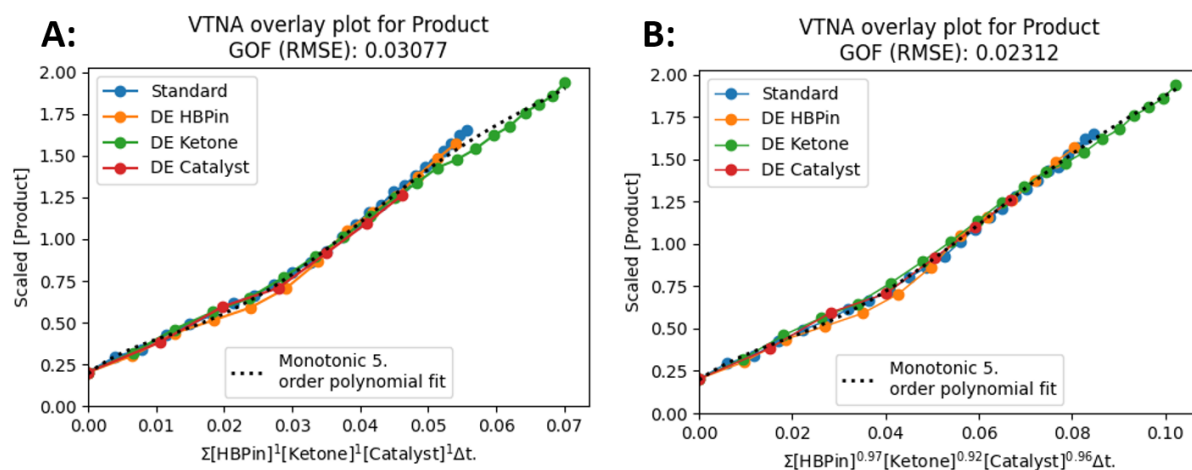 A:
VTNA overlay plot for Product
GOF (RMSE): 0.03077
Standard
DE HBPin
DE Ketone
DE Catalyst
Monotonic 5.
order polynomial fit
Scaled [Product]
2.00
1.75
1.50
1.25
1.00
0.75
0.50
0.25
0.00
0.00 0.01 0.02 0.03 0.04 0.05 0.06 0.07
Σ[HBPin]¹[Ketone]¹[Catalyst]¹Δt.
B:
VTNA overlay plot for Product
GOF (RMSE): 0.02312
Standard
DE HBPin
DE Ketone
DE Catalyst
Monotonic 5.
order polynomial fit
Scaled [Product]
2.00
1.75
1.50
1.25
1.00
0.75
0.50
0.25
0.00
0.00 0.02 0.04 0.06 0.08 0.10
Σ[HBPin]⁰·⁹⁷[Ketone]⁰·⁹²[Catalyst]⁰·⁹⁶Δt.